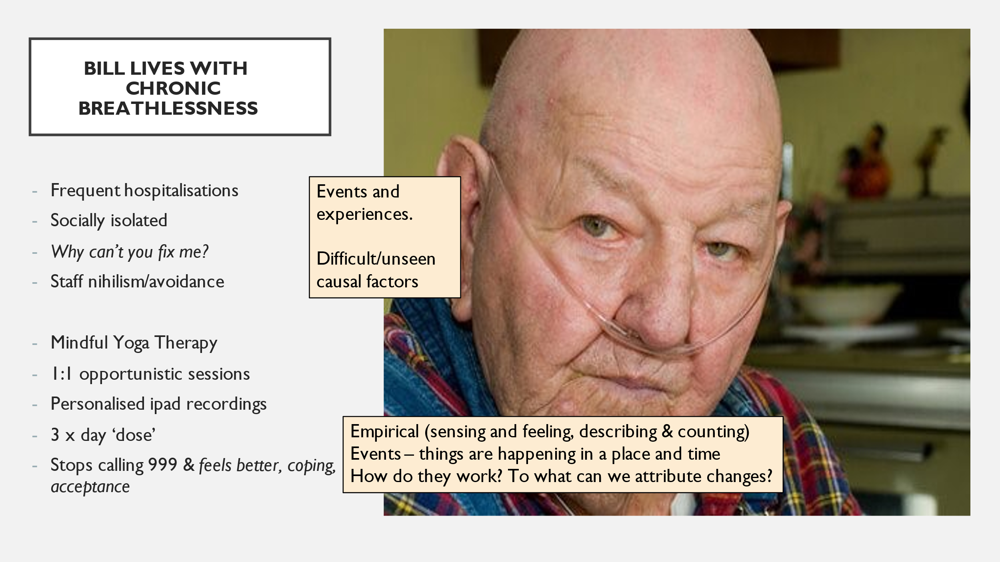 BILL LIVES WITH
CHRONIC
BREATHLESSNESS
- Frequent hospitalisations
- Socially isolated
- Why can’t you fix me?
- Staff nihilism/avoidance
- Mindful Yoga Therapy
- 1:1 opportunistic sessions
- Personalised ipad recordings
- 3 x day ‘dose’
- Stops calling 999 & feels better, coping,
acceptance
Events and
experiences.
Difficult/unseen
causal factors
Empirical (sensing and feeling, describing & counting)
Events – things are happening in a place and time
How do they work? To what can we attribute changes?